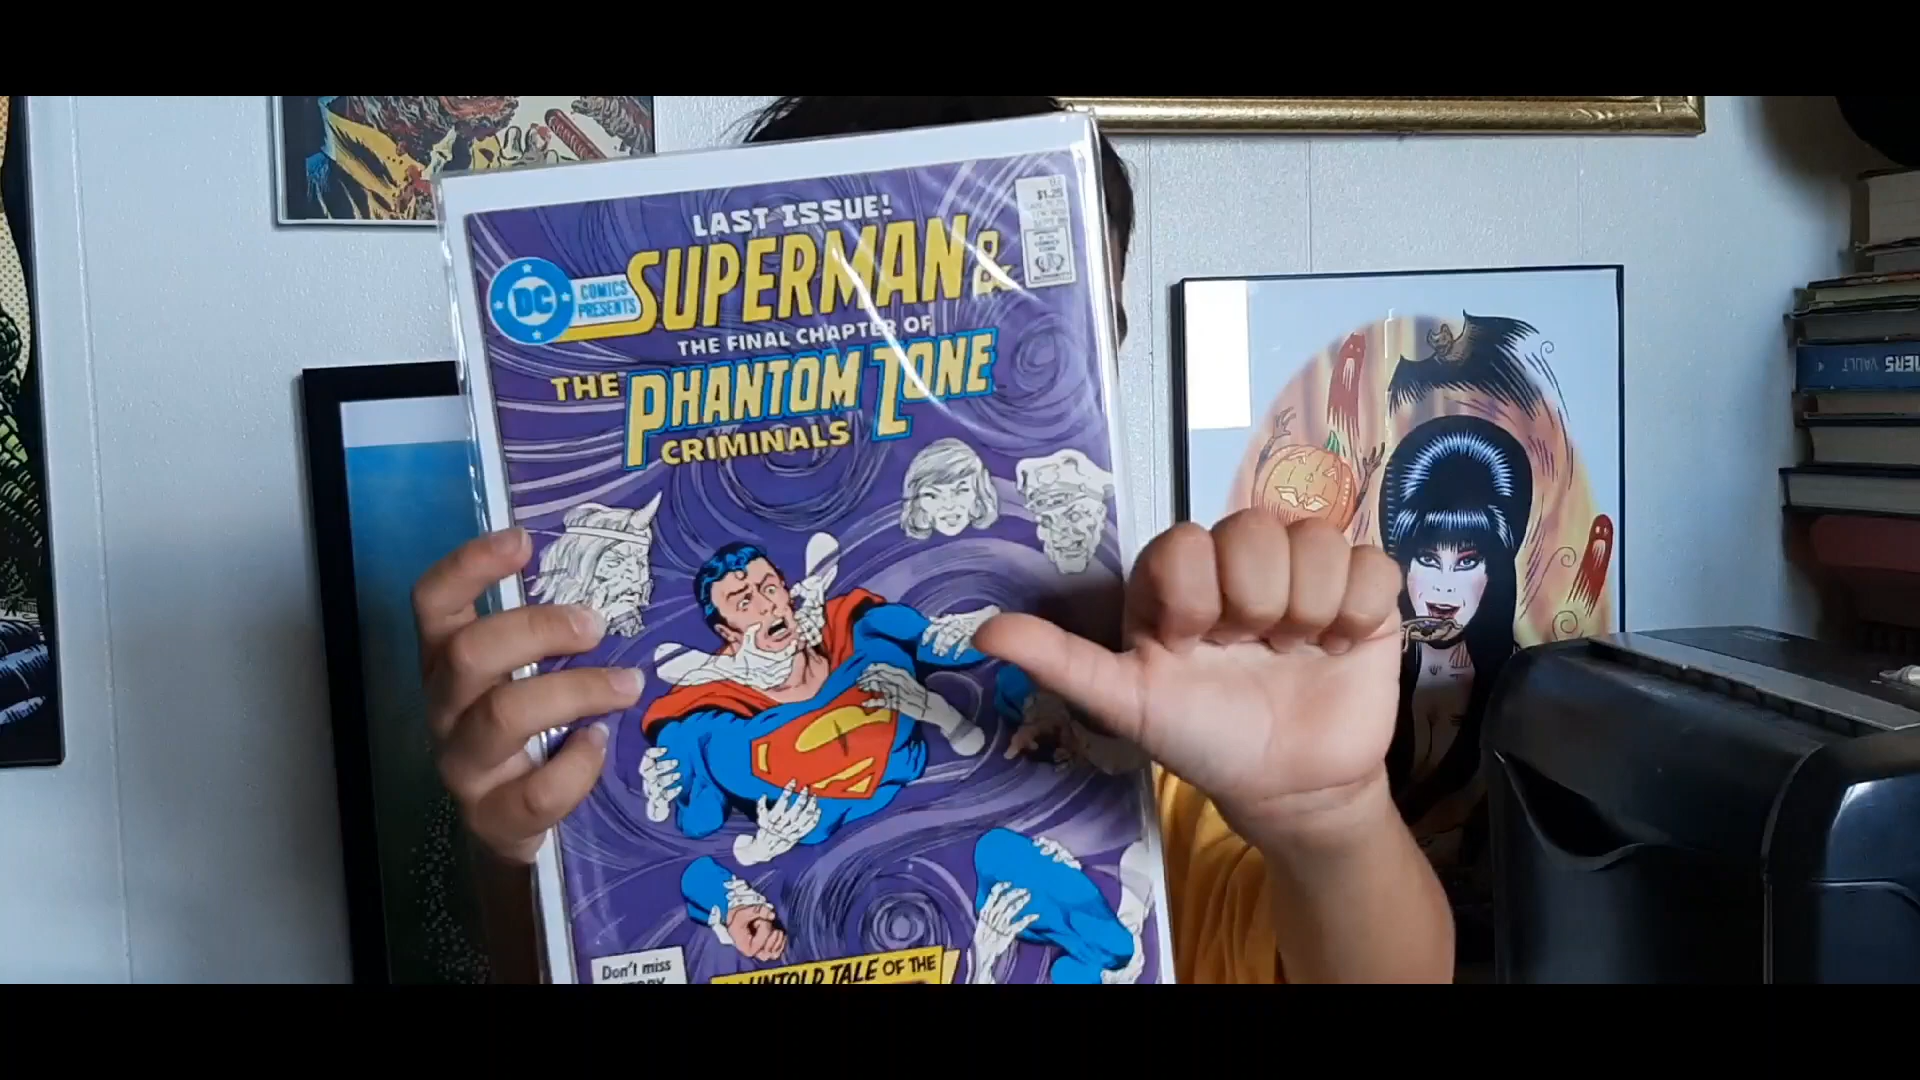 LAST ISSUE!
DC
COMICS
PRESENTS
SUPERMAN &
THE FINAL CHAPTER OF
THE PHANTOM ZONE
CRIMINALS
$1.25
Don't miss
UNTOLD TALE OF THE
VAULT